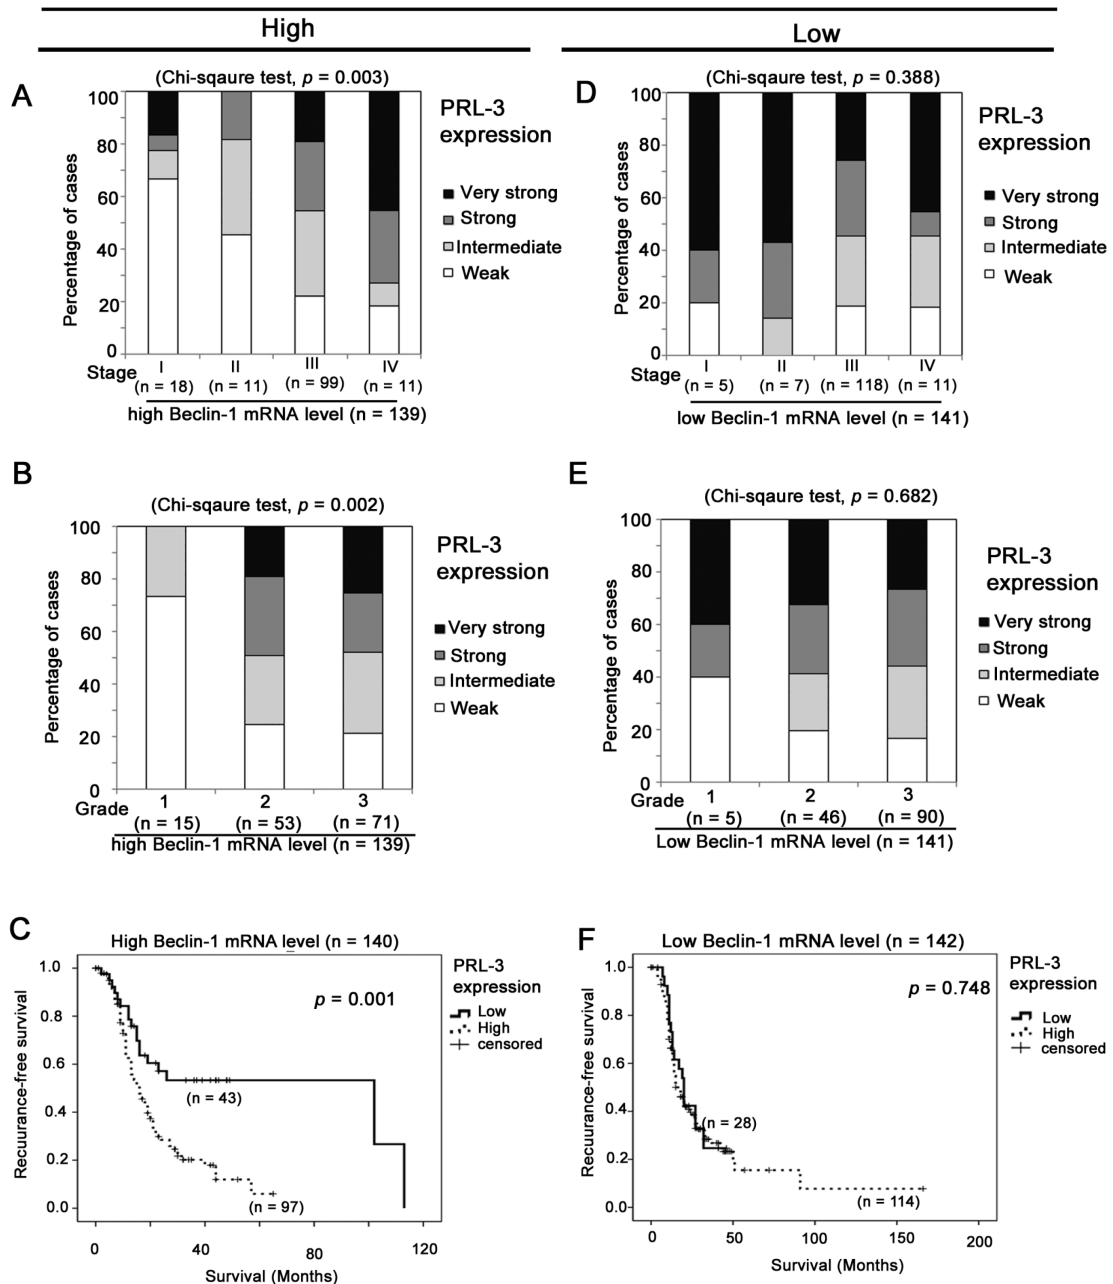 High
Low
A
(Chi-sqaure test, p = 0.003)
100
80
60
40
20
0
Percentage of cases
PRL-3
expression
Very strong
Strong
Intermediate
Weak
Stage
I
II
III
IV
(n = 18)
(n = 11)
(n = 99)
(n = 11)
high Beclin-1 mRNA level (n = 139)
D
(Chi-sqaure test, p = 0.388)
100
80
60
40
20
0
Percentage of cases
PRL-3
expression
Very strong
Strong
Intermediate
Weak
Stage
I
II
III
IV
(n = 5)
(n = 7)
(n = 118)
(n = 11)
low Beclin-1 mRNA level (n = 141)
B
(Chi-sqaure test, p = 0.002)
100
80
60
40
20
0
Percentage of cases
PRL-3
expression
Very strong
Strong
Intermediate
Weak
Grade
1
2
3
(n = 15)
(n = 53)
(n = 71)
high Beclin-1 mRNA level (n = 139)
E
(Chi-sqaure test, p = 0.682)
100
80
60
40
20
0
Percentage of cases
PRL-3
expression
Very strong
Strong
Intermediate
Weak
Grade
1
2
3
(n = 5)
(n = 46)
(n = 90)
Low Beclin-1 mRNA level (n = 141)
C
High Beclin-1 mRNA level (n = 140)
1.0
0.8
0.6
0.4
0.2
0.0
Recuurance-free survival
p = 0.001
(n = 43)
(n = 97)
PRL-3
expression
Low
High
censored
0
40
80
120
Survival (Months)
F
Low Beclin-1 mRNA level (n = 142)
1.0
0.8
0.6
0.4
0.2
0.0
Recuurance-free survival
p = 0.748
(n = 28)
(n = 114)
PRL-3
expression
Low
High
censored
0
50
100
150
200
Survival (Months)